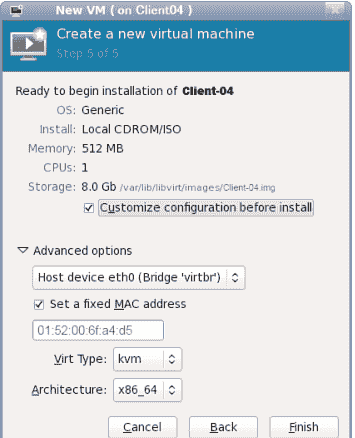 New VM ( on Client04 )
Create a new virtual machine
Step 5 of 5
Ready to begin installation of Client-04
OS: Generic
Install: Local CDROM/ISO
Memory: 512 MB
CPUs: 1
Storage: 8.0 Gb /var/lib/libvirt/images/Client-04.img
Customize configuration before install
Advanced options
Host device eth0 (Bridge 'virtbr')
Set a fixed MAC address
01:52:00:6f:a4:d5
Virt Type: kvm
Architecture: x86_64
Cancel Back Finish